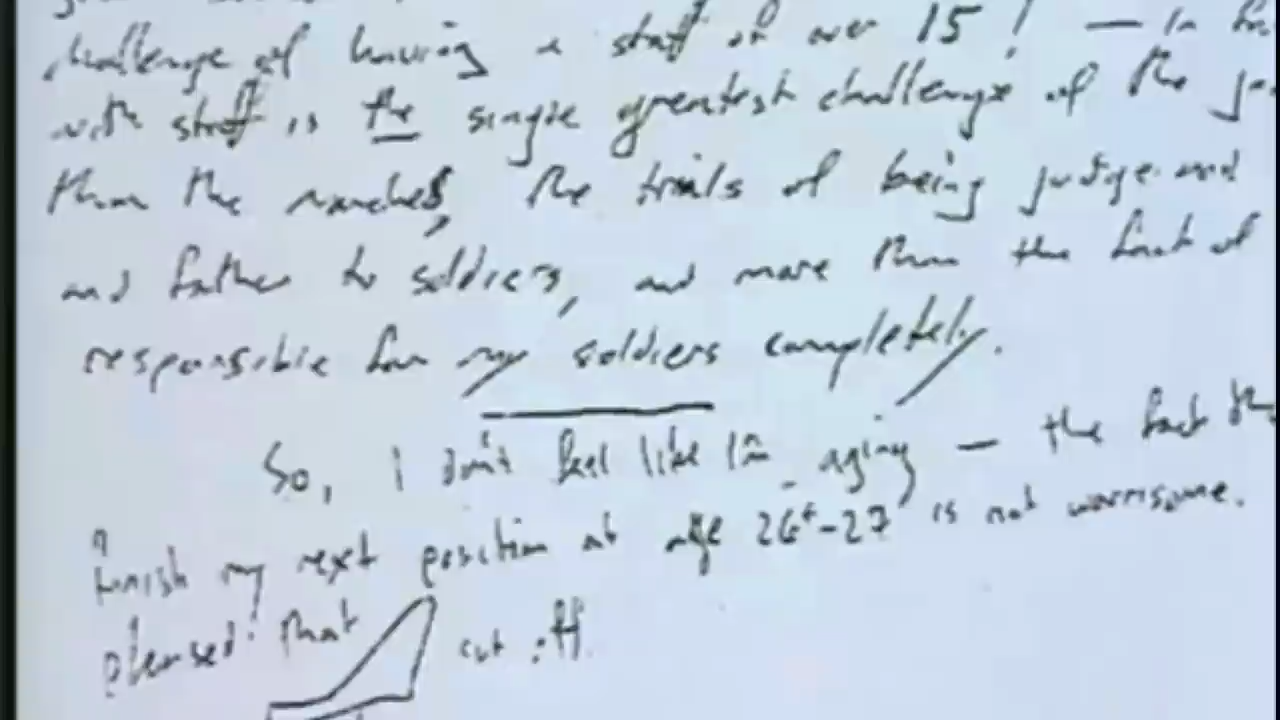 challenge of having a staff of over 15! — In
with staff is the single greatest challenge of the
than the marches, the trials of being judge and
and father to soldiers, and more than the fact of
responsible for my soldiers completely.
So, I don't feel like I'm aging — the fact
finish my next position at age 26+-27 is not worrisome.
pleased! That cut off